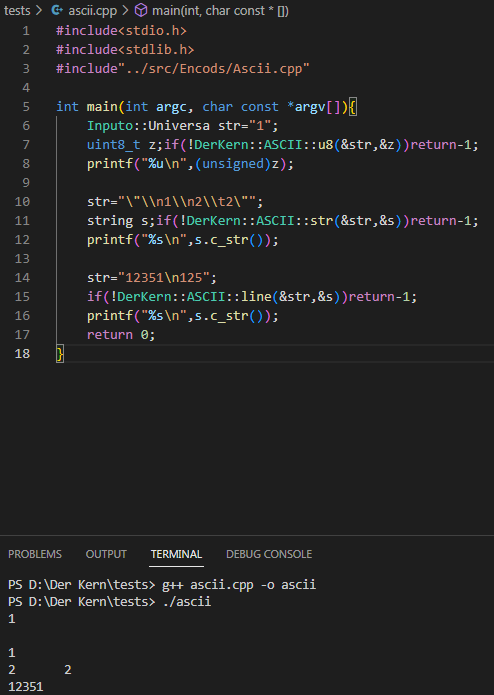 tests > ascii.cpp > main(int, char const * [])
1 #include<stdio.h>
2 #include<stdlib.h>
3 #include"../src/Encods/Ascii.cpp"
4
5 int main(int argc, char const *argv[]){
6     Inputo::Universa str="1";
7     uint8_t z;if(!DerKern::ASCII::u8(&str,&z))return-1;
8     printf("%u\n",(unsigned)z);
9
10     str="\"\\n1\\n2\\t2\"";
11     string s;if(!DerKern::ASCII::str(&str,&s))return-1;
12     printf("%s\n",s.c_str());
13
14     str="12351\n125";
15     if(!DerKern::ASCII::line(&str,&s))return-1;
16     printf("%s\n",s.c_str());
17     return 0;
18 }
PROBLEMS OUTPUT TERMINAL DEBUG CONSOLE
PS D:\Der Kern\tests> g++ ascii.cpp -o ascii
PS D:\Der Kern\tests> ./ascii
1

1
2       2
12351